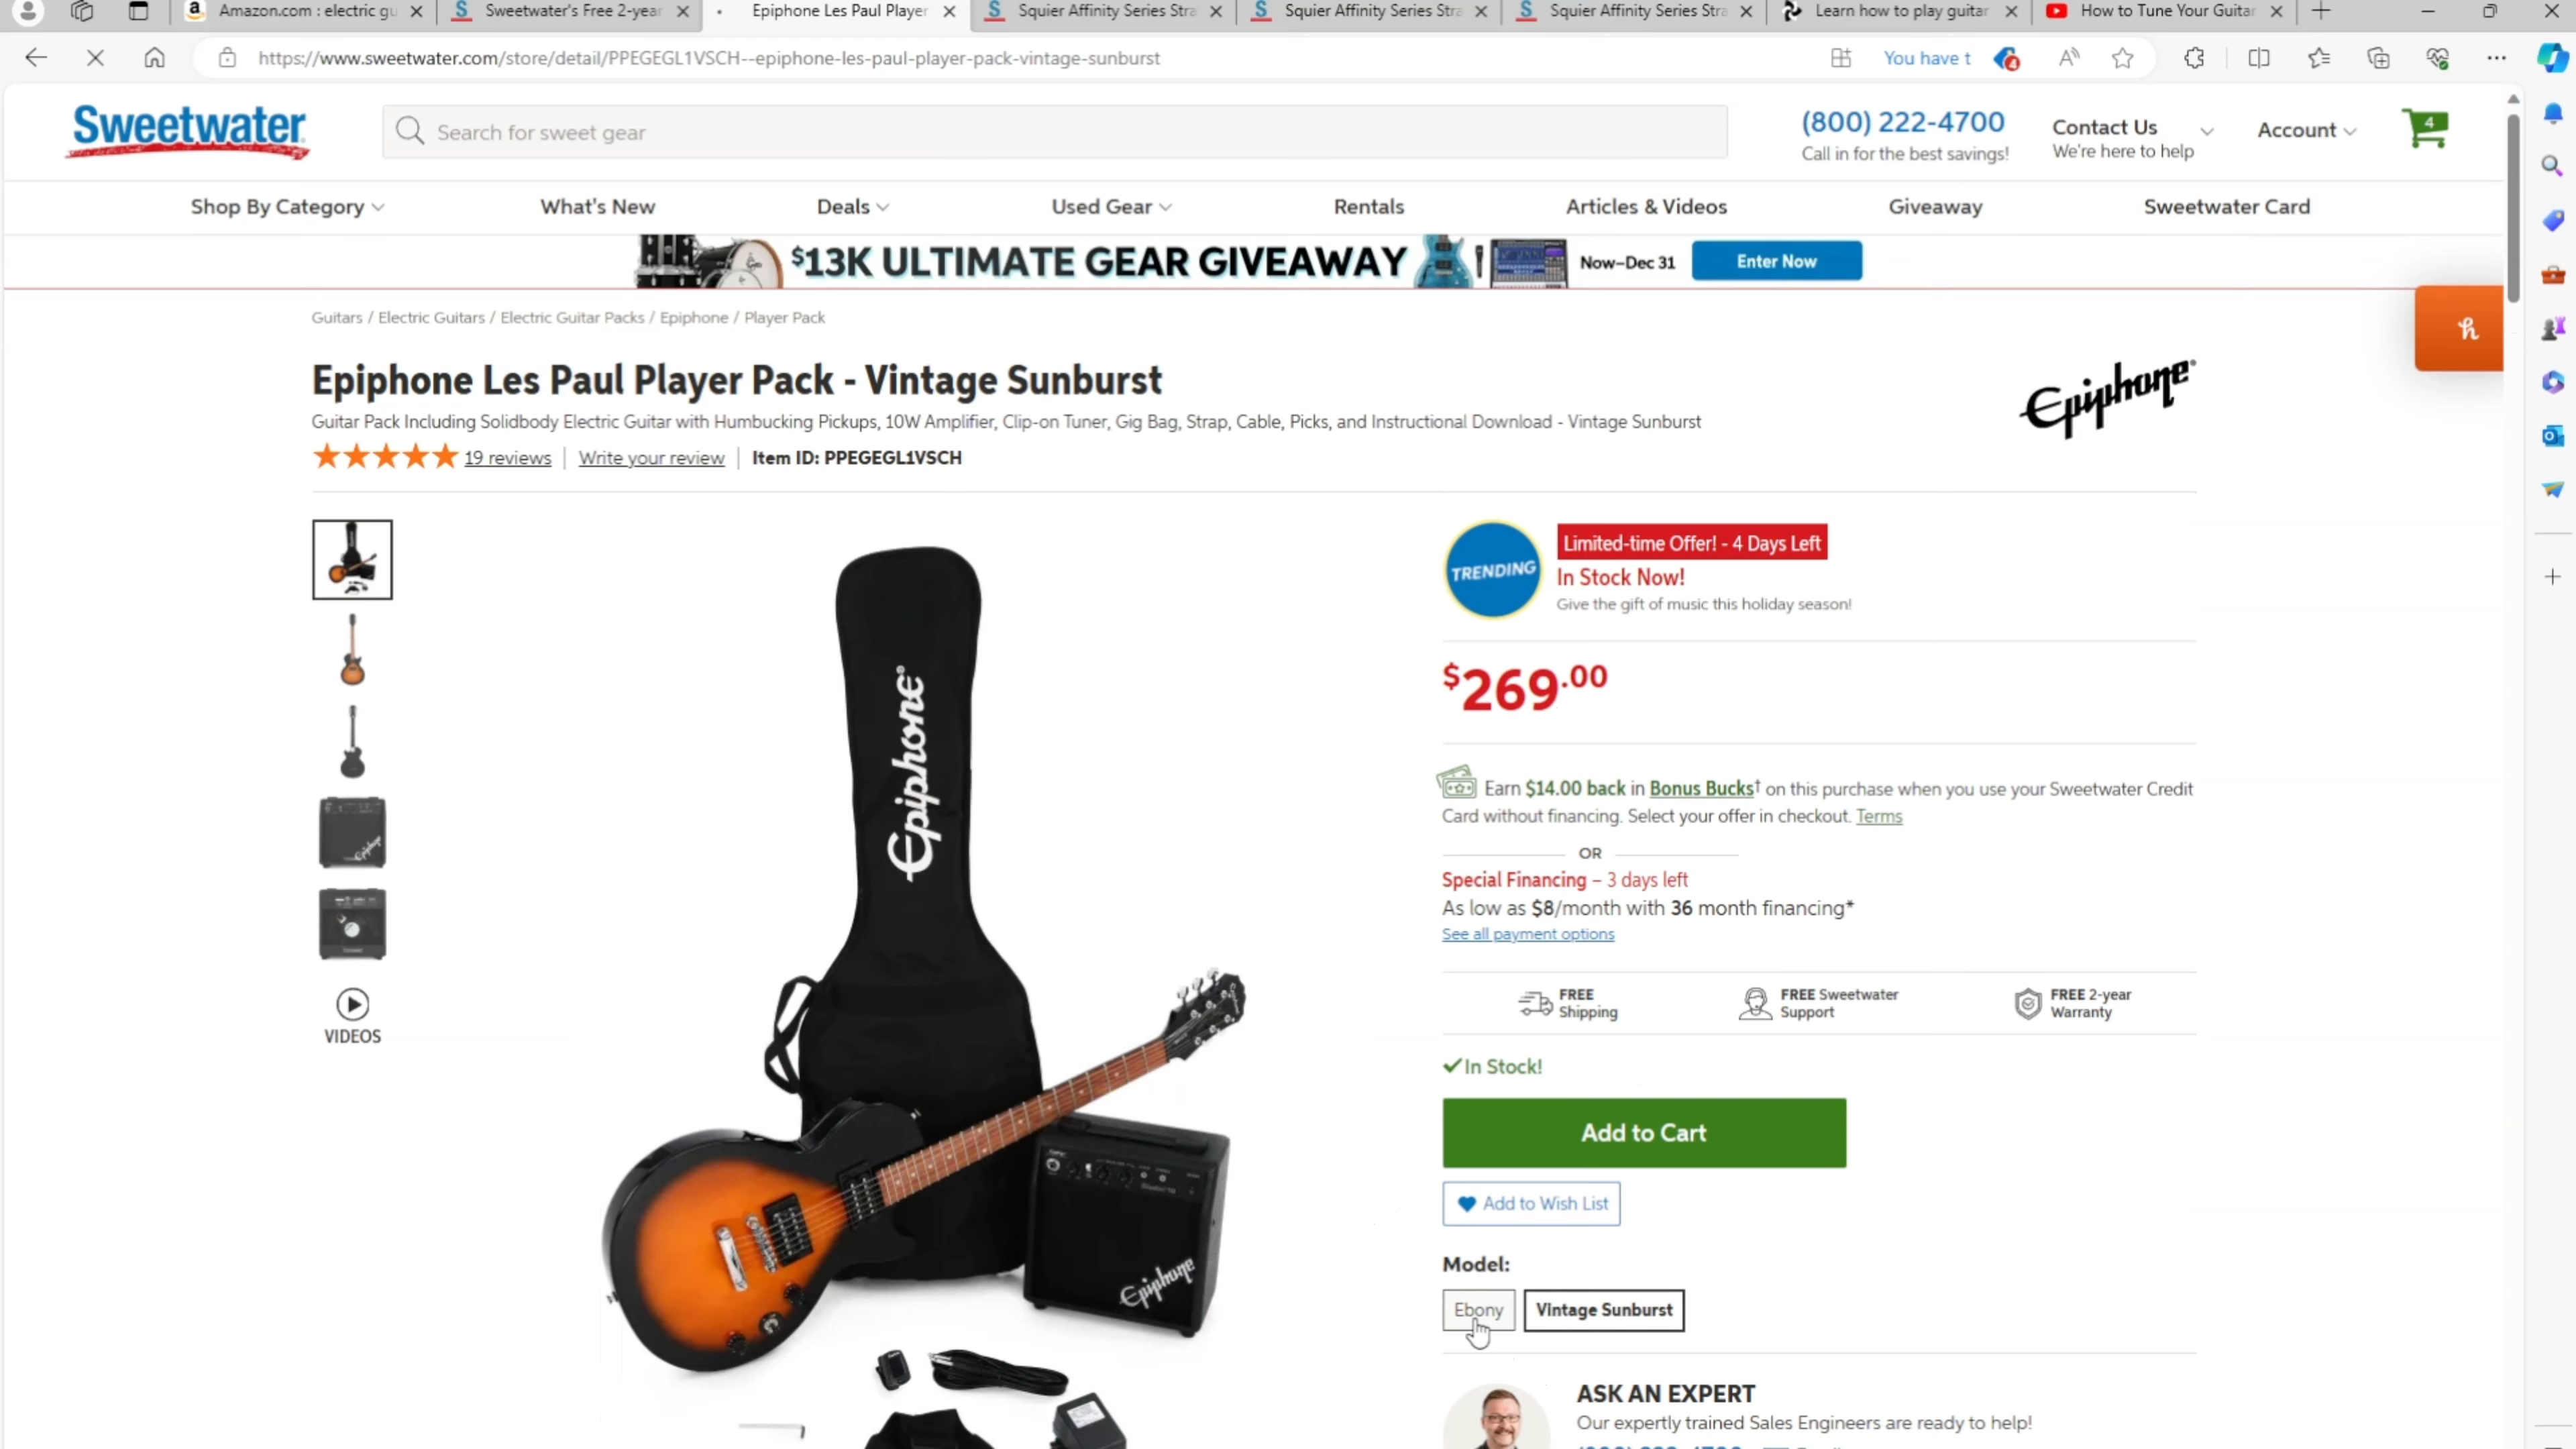 Amazon.com : electric gu
Sweetwater's Free 2-year
Epiphone Les Paul Player
Squier Affinity Series Stra
Squier Affinity Series Stra
Squier Affinity Series Stra
Learn how to play guitar
How to Tune Your Guitar
https://www.sweetwater.com/store/detail/PPEGEGL1VSCH--epiphone-les-paul-player-pack-vintage-sunburst
You have t
4
Sweetwater
Search for sweet gear
(800) 222-4700
Call in for the best savings!
Contact Us
We're here to help
Account
4
Shop By Category
What's New
Deals
Used Gear
Rentals
Articles & Videos
Giveaway
Sweetwater Card
$13K ULTIMATE GEAR GIVEAWAY
Now–Dec 31
Enter Now
h
Guitars / Electric Guitars / Electric Guitar Packs / Epiphone / Player Pack
Epiphone Les Paul Player Pack - Vintage Sunburst
Guitar Pack Including Solidbody Electric Guitar with Humbucking Pickups, 10W Amplifier, Clip-on Tuner, Gig Bag, Strap, Cable, Picks, and Instructional Download - Vintage Sunburst
Epiphone
19 reviews
Write your review
Item ID: PPEGEGL1VSCH
TRENDING
Limited-time Offer! - 4 Days Left
In Stock Now!
Give the gift of music this holiday season!
$269.00
Epiphone
Earn $14.00 back in Bonus Bucks† on this purchase when you use your Sweetwater Credit
Card without financing. Select your offer in checkout. Terms
OR
Special Financing – 3 days left
As low as $8/month with 36 month financing*
See all payment options
VIDEOS
FREE
Shipping
FREE Sweetwater
Support
FREE 2-year
Warranty
In Stock!
Add to Cart
Add to Wish List
Epiphone
Model:
Ebony
Vintage Sunburst
ASK AN EXPERT
Our expertly trained Sales Engineers are ready to help!